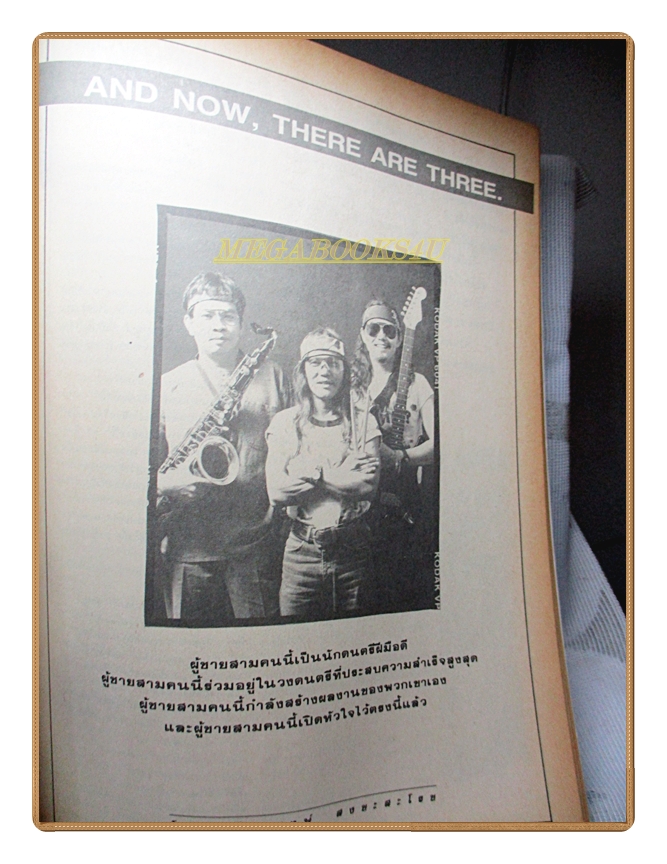 AND NOW, THERE ARE THREE.
MEGABOOKS4U
KODAK VP 6041
KODAK VP
ผู้ชายสามคนนี้เป็นนักดนตรีฝีมือดี
ผู้ชายสามคนนี้ร่วมอยู่ในวงดนตรีที่ประสบความสำเร็จสูงสุด
ผู้ชายสามคนนี้กำลังสร้างผลงานของพวกเขาเอง
และผู้ชายสามคนนี้เปิดหัวใจไว้ตรงนี้แล้ว